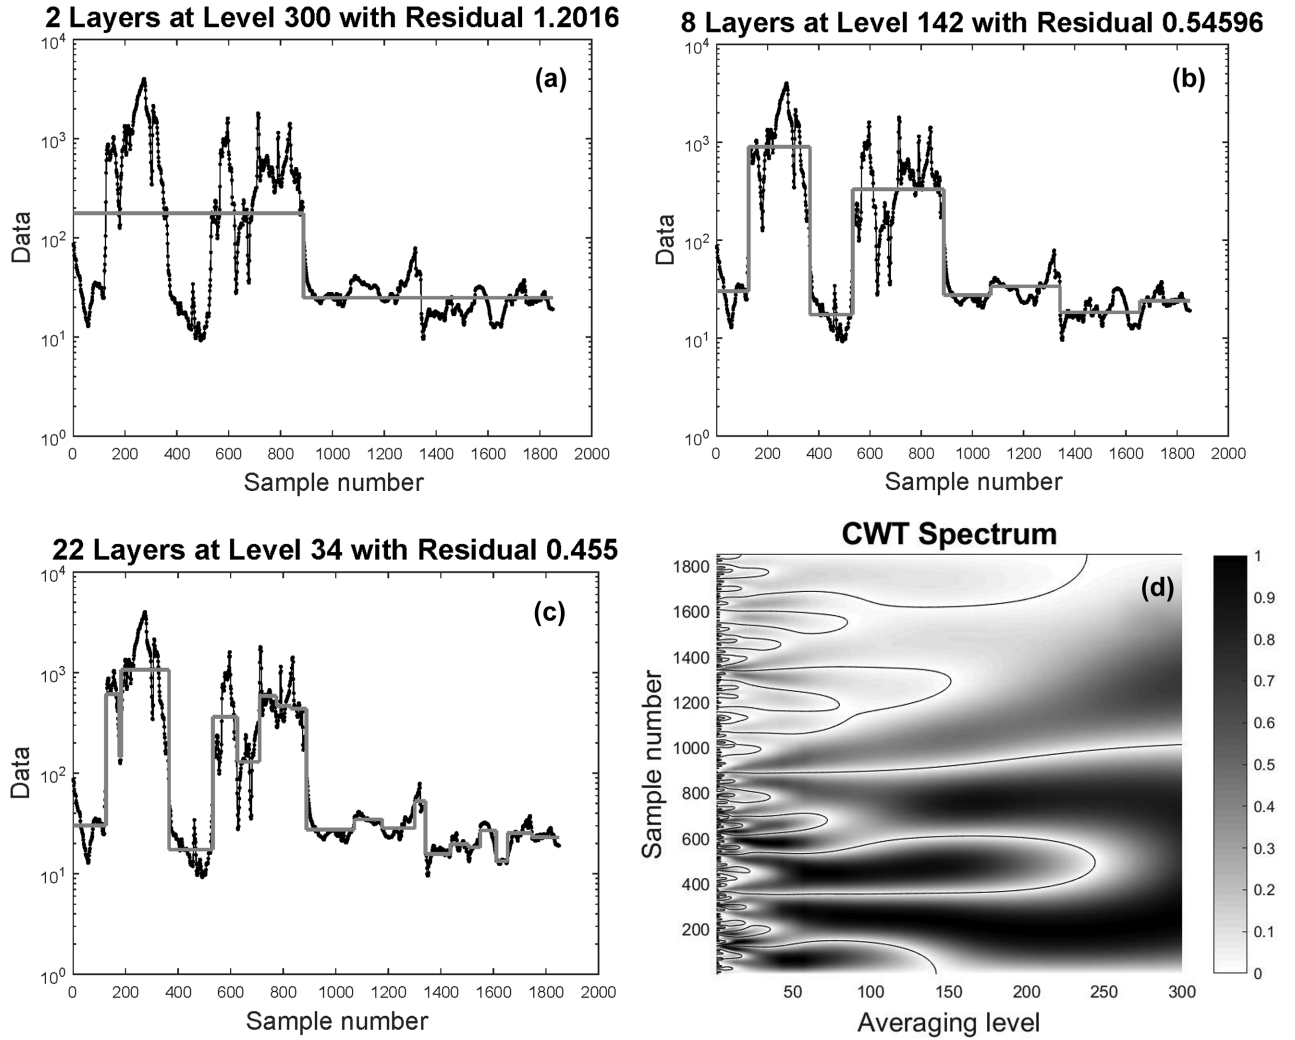 2 Layers at Level 300 with Residual 1.2016
(a)
10^4
10^3
10^2
10^1
10^0
Data
0 200 400 600 800 1000 1200 1400 1600 1800 2000
Sample number
8 Layers at Level 142 with Residual 0.54596
(b)
10^4
10^3
10^2
10^1
10^0
Data
0 200 400 600 800 1000 1200 1400 1600 1800 2000
Sample number
22 Layers at Level 34 with Residual 0.455
(c)
10^4
10^3
10^2
10^1
10^0
Data
0 200 400 600 800 1000 1200 1400 1600 1800 2000
Sample number
CWT Spectrum
(d)
1800
1600
1400
1200
1000
800
600
400
200
Sample number
50 100 150 200 250 300
Averaging level
1
0.9
0.8
0.7
0.6
0.5
0.4
0.3
0.2
0.1
0